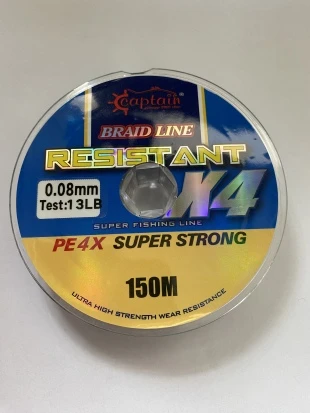 captain
BRAID LINE
RESISTANT
0.08mm
Test:13LB
X4
SUPER FISHING LINE
PE4X SUPER STRONG
150M
ULTRA HIGH STRENGTH WEAR RESISTANCE